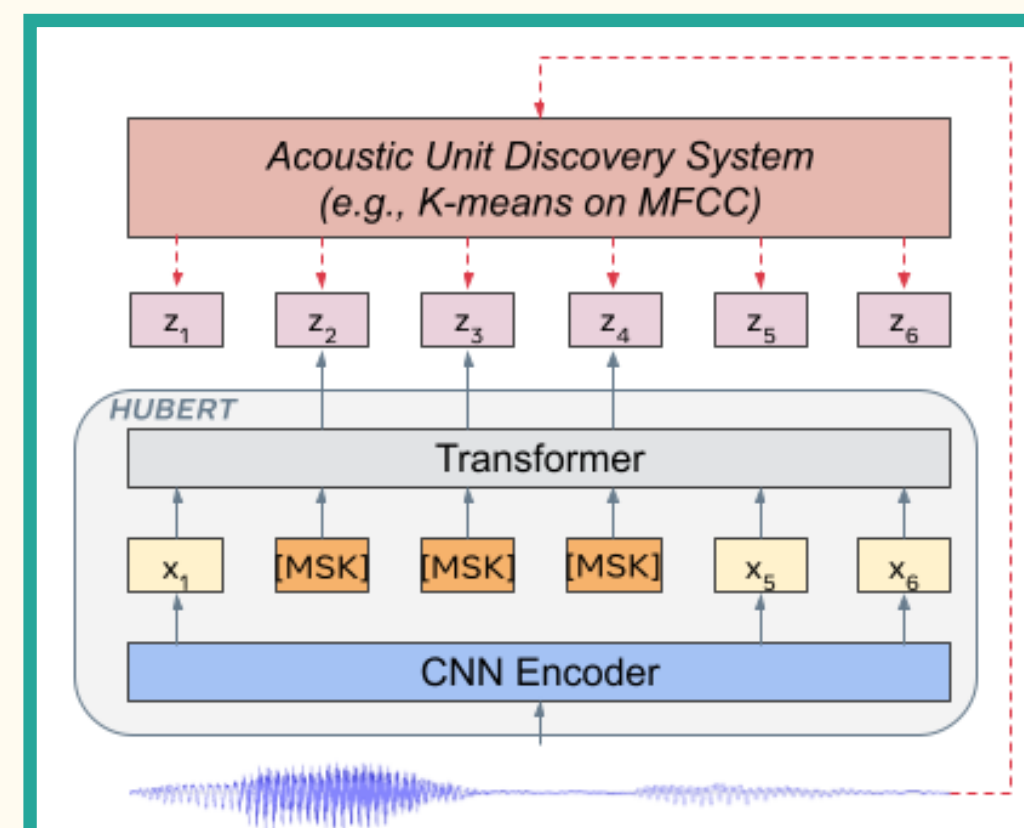 Acoustic Unit Discovery System
(e.g., K-means on MFCC)
z1 z2 z3 z4 z5 z6
HUBERT
Transformer
x1 [MSK] [MSK] [MSK] x5 x6
CNN Encoder